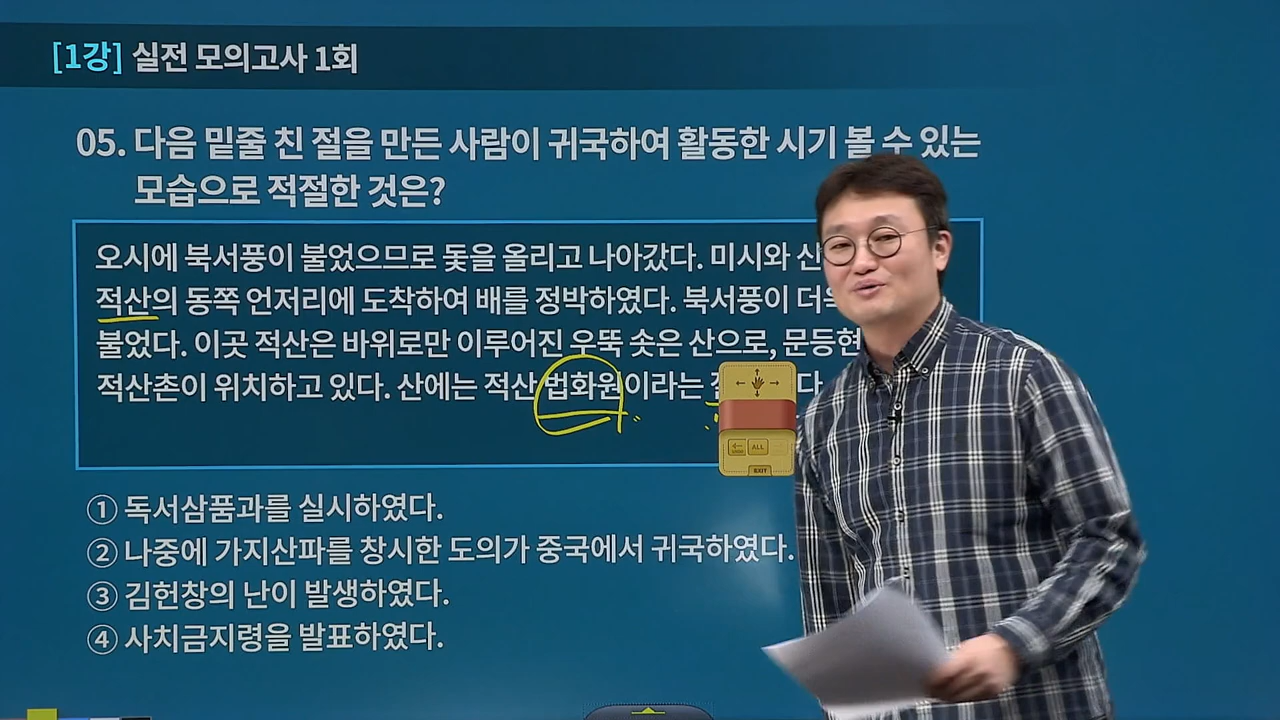 [1강] 실전 모의고사 1회
05. 다음 밑줄 친 절을 만든 사람이 귀국하여 활동한 시기 볼 수 있는
모습으로 적절한 것은?
오시에 북서풍이 불었으므로 돛을 올리고 나아갔다. 미시와
적산의 동쪽 언저리에 도착하여 배를 정박하였다. 북서풍이
불었다. 이곳 적산은 바위로만 이루어진 우뚝 솟은 산으로, 문등현
적산촌이 위치하고 있다. 산에는 적산 법화원이라는
ALL
EXIT
① 독서삼품과를 실시하였다.
② 나중에 가지산파를 창시한 도의가 중국에서 귀국하였다.
③ 김헌창의 난이 발생하였다.
④ 사치금지령을 발표하였다.